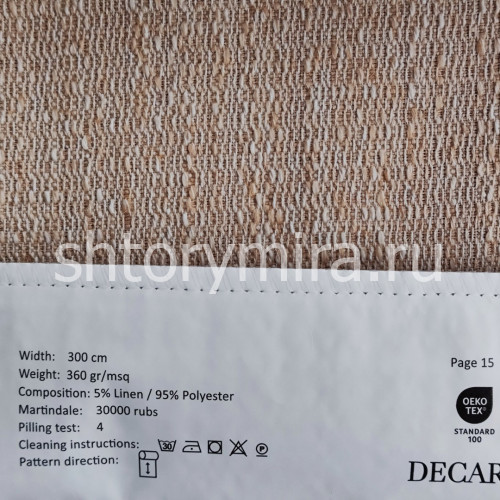 shtorymira.ru
Width: 300 cm
Weight: 360 gr/msq
Composition: 5% Linen / 95% Polyester
Martindale: 30000 rubs
Pilling test: 4
Cleaning instructions: 30 P
Pattern direction:
Page 15
OEKO
TEX®
STANDARD
100
DECAR